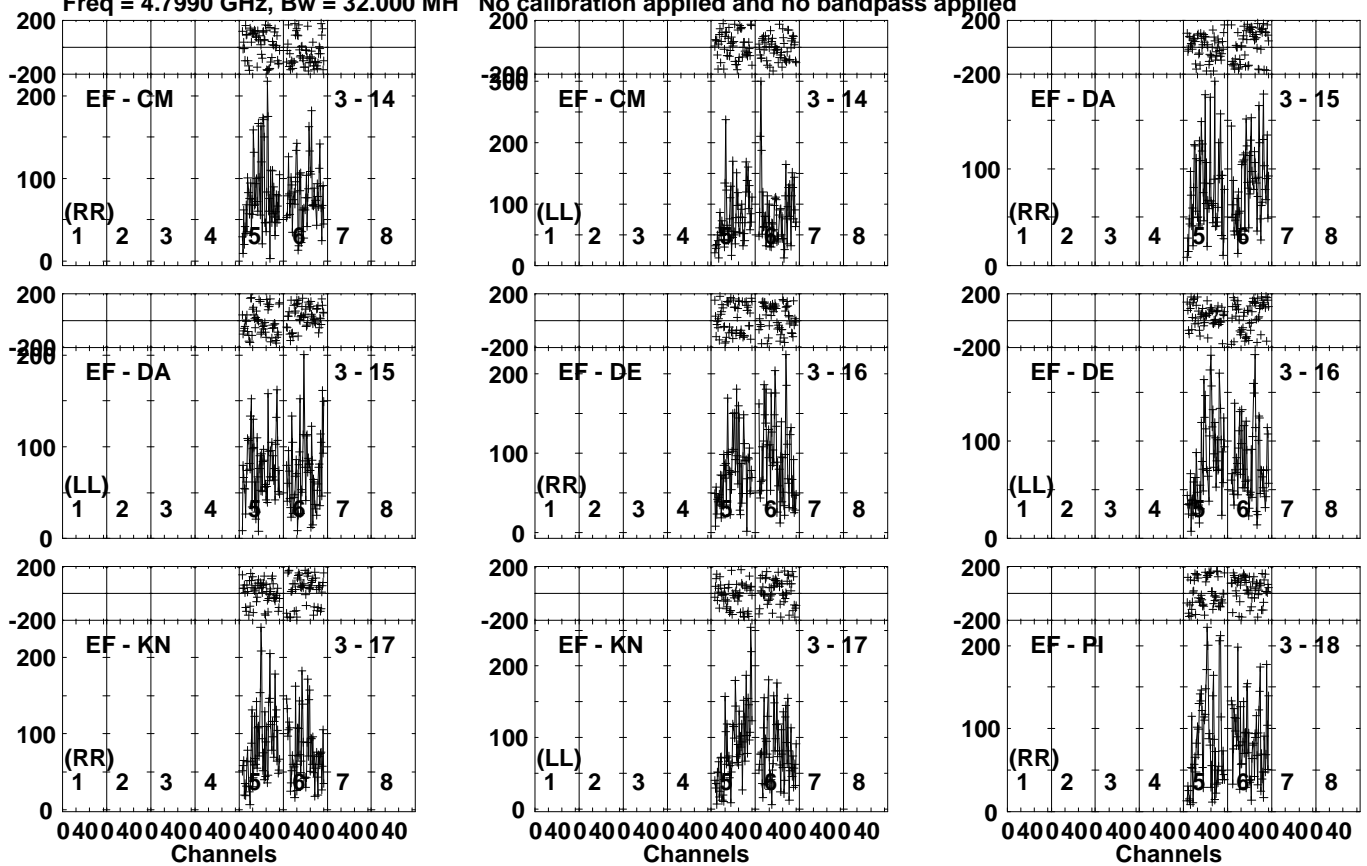 Freq = 4.7990 GHz, Bw = 32.000 MH No calibration applied and no bandpass applied
200 200
-200 -200 -200
200 300 EF - CM 3 - 14 EF - CM 3 - 14 EF - DA 3 - 15
200 200
100 100 100
(RR) (LL) (RR)
1 2 3 4 5 6 7 8 1 2 3 4 5 6 7 8 1 2 3 4 5 6 7 8
0 0 0
200 200 200
-200 -200 -200
200 EF - DA 3 - 15 EF - DE 3 - 16 EF - DE 3 - 16
200 200
100 100 100
(LL) (RR) (LL)
1 2 3 4 5 6 7 8 1 2 3 4 5 6 7 8 1 2 3 4 5 6 7 8
0 0 0
200 200 200
-200 -200 -200
EF - KN 3 - 17 EF - KN 3 - 17 EF - PI 3 - 18
200 200 200
100 100 100
(RR) (LL) (RR)
1 2 3 4 5 6 7 8 1 2 3 4 5 6 7 8 1 2 3 4 5 6 7 8
0 0 0
0 40 0 40 0 40 0 40 0 40 0 40 0 40 0 40 0 40 0 40 0 40 0 40 0 40 0 40 0 40 0 40 0 40 0 40 0 40 0 40 0 40 0 40 0 40 0 40
Channels Channels Channels